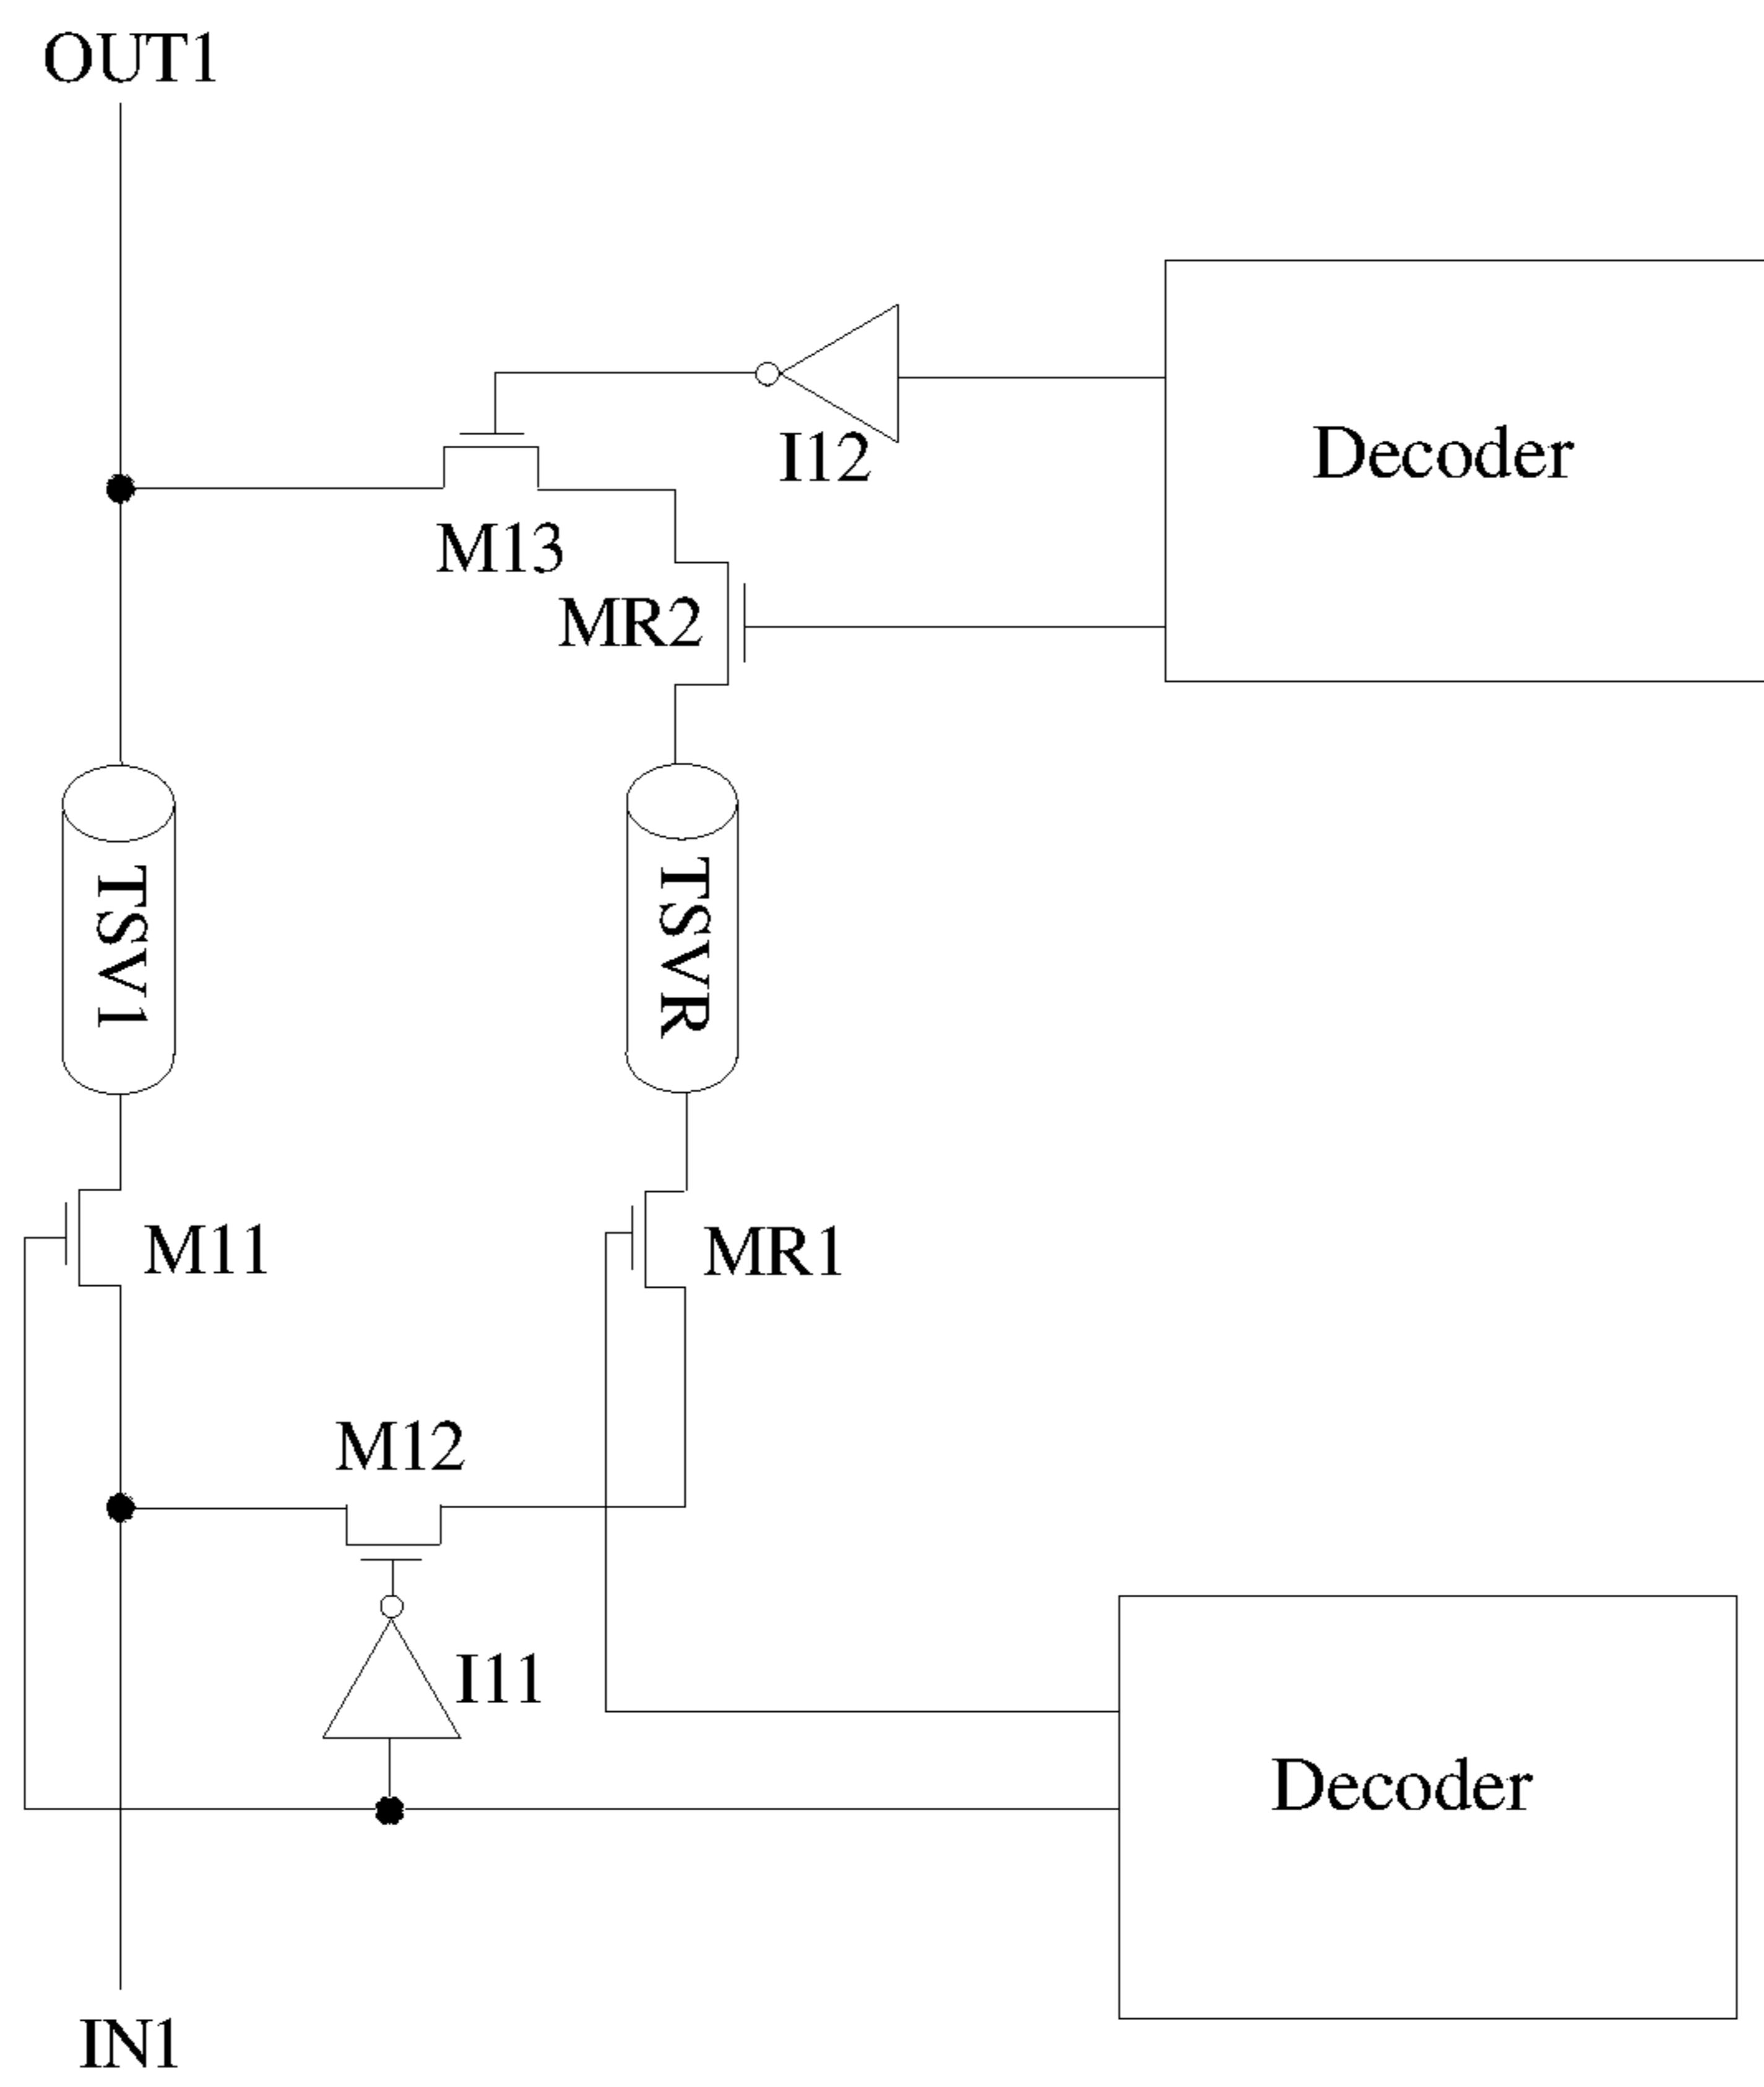 OUT1
I12
Decoder
M13
MR2
TSV1
TSVR
M11
MR1
M12
I11
Decoder
IN1